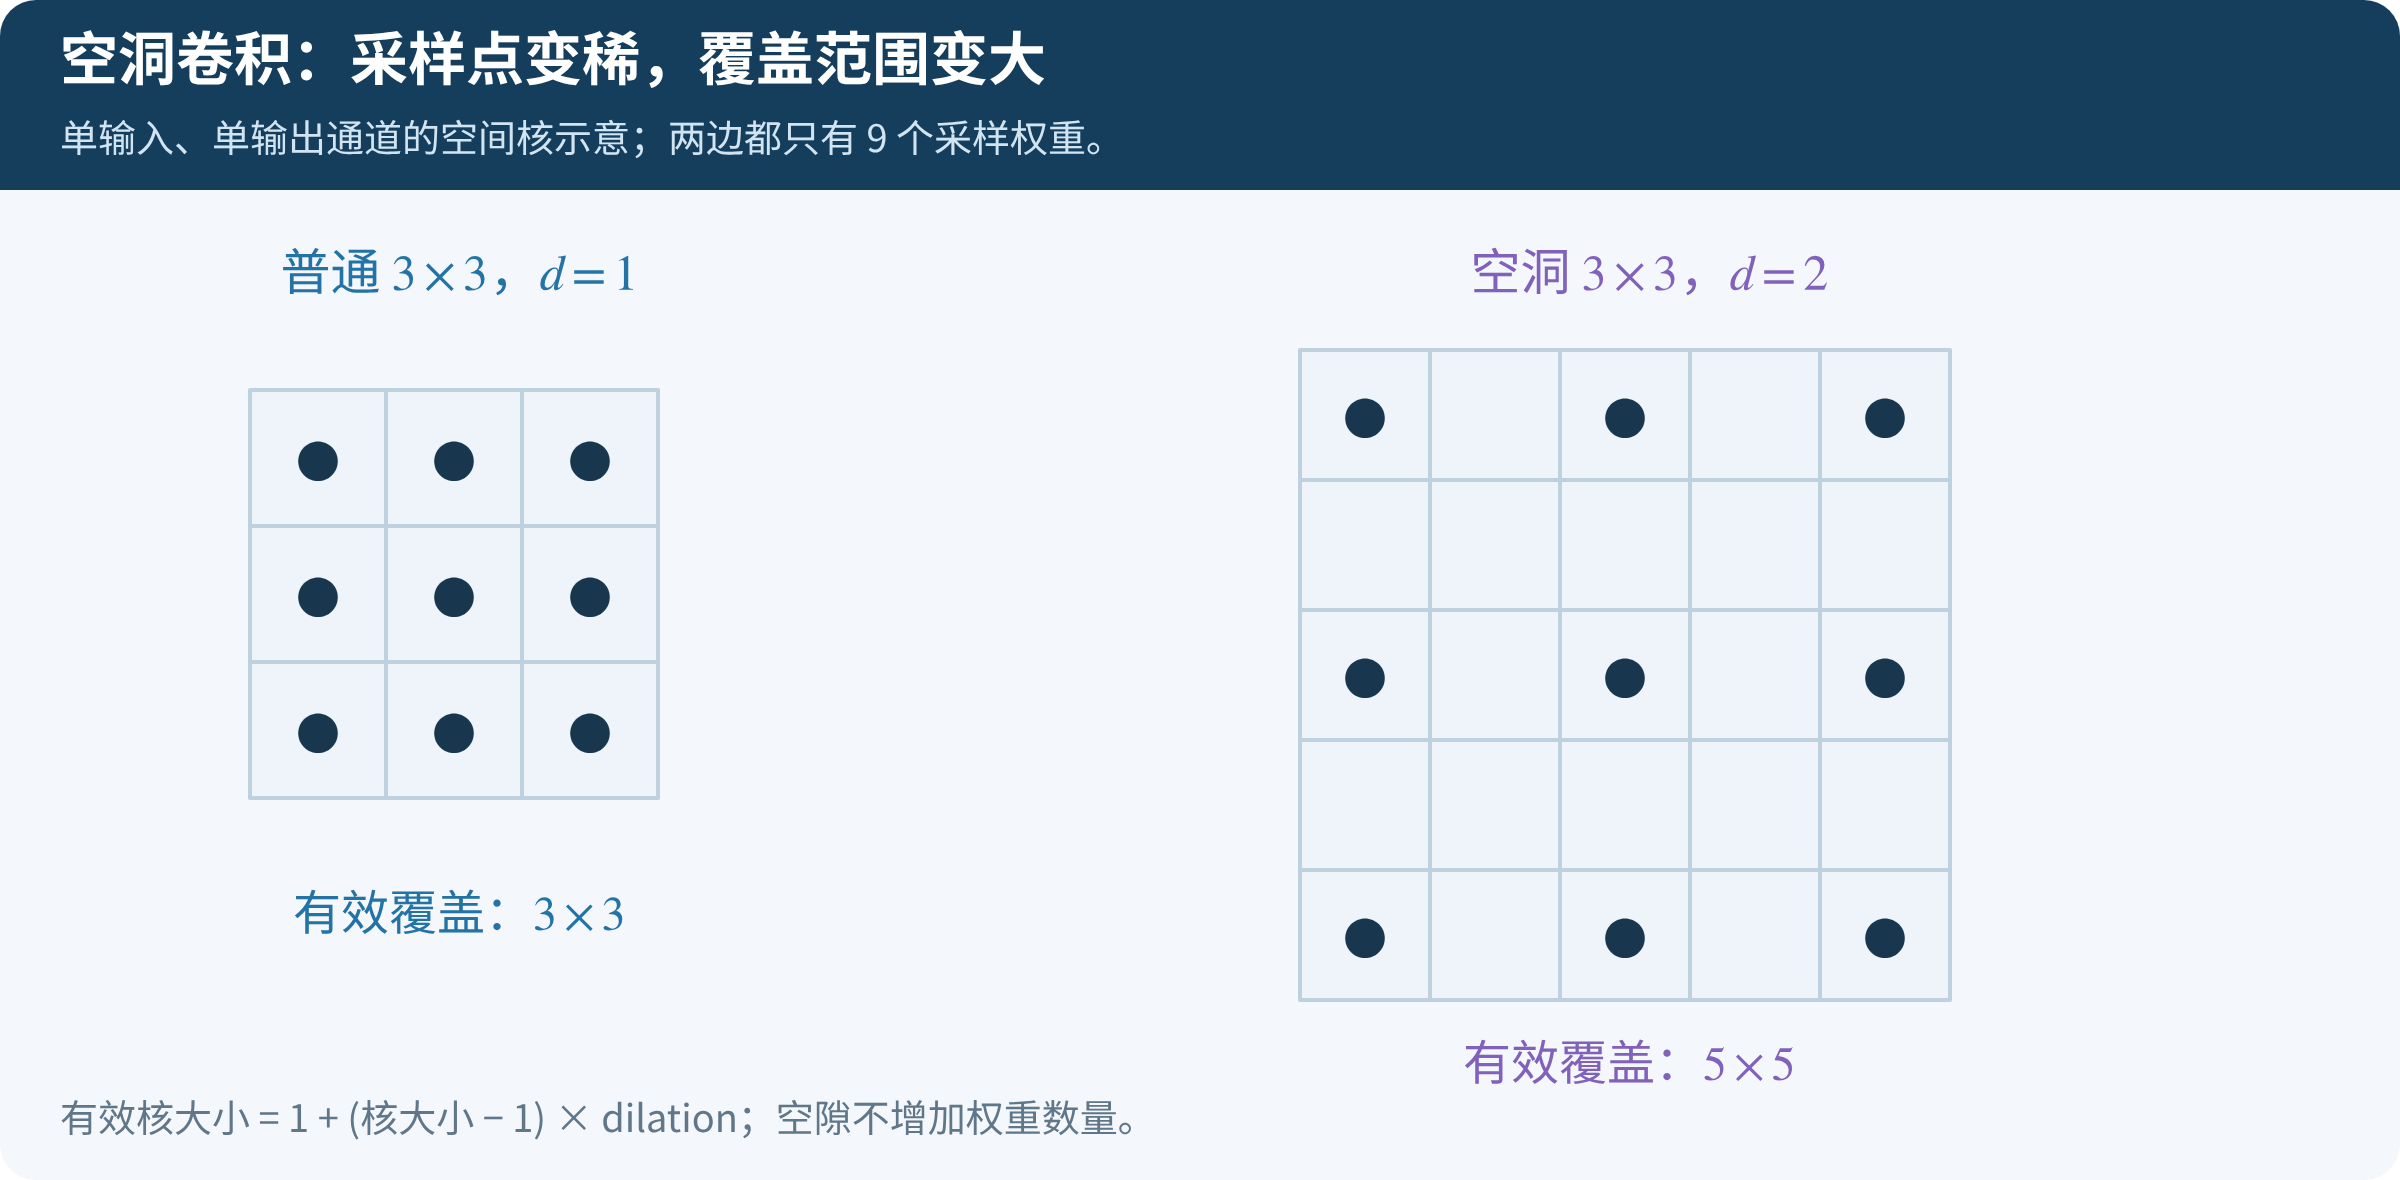 空洞卷积：采样点变稀，覆盖范围变大
单输入、单输出通道的空间核示意；两边都只有 9 个采样权重。
普通 3×3，d=1
空洞 3×3，d=2
有效覆盖：3×3
有效覆盖：5×5
有效核大小 = 1 + (核大小 − 1) × dilation；空隙不增加权重数量。